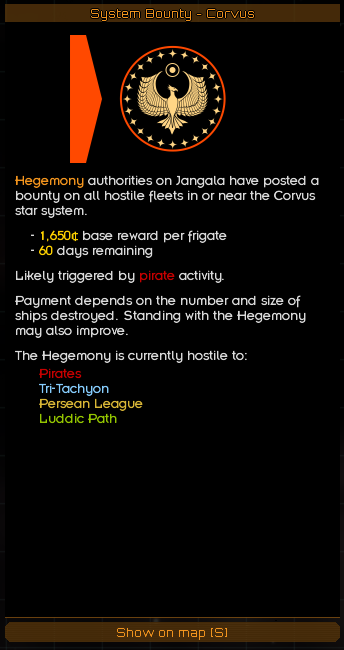 System Bounty - Corvus
Hegemony authorities on Jangala have posted a
bounty on all hostile fleets in or near the Corvus
star system.
- 1,650¢ base reward per frigate
- 60 days remaining
Likely triggered by pirate activity.
Payment depends on the number and size of
ships destroyed. Standing with the Hegemony
may also improve.
The Hegemony is currently hostile to:
Pirates
Tri-Tachyon
Persean League
Luddic Path
Show on map [S]